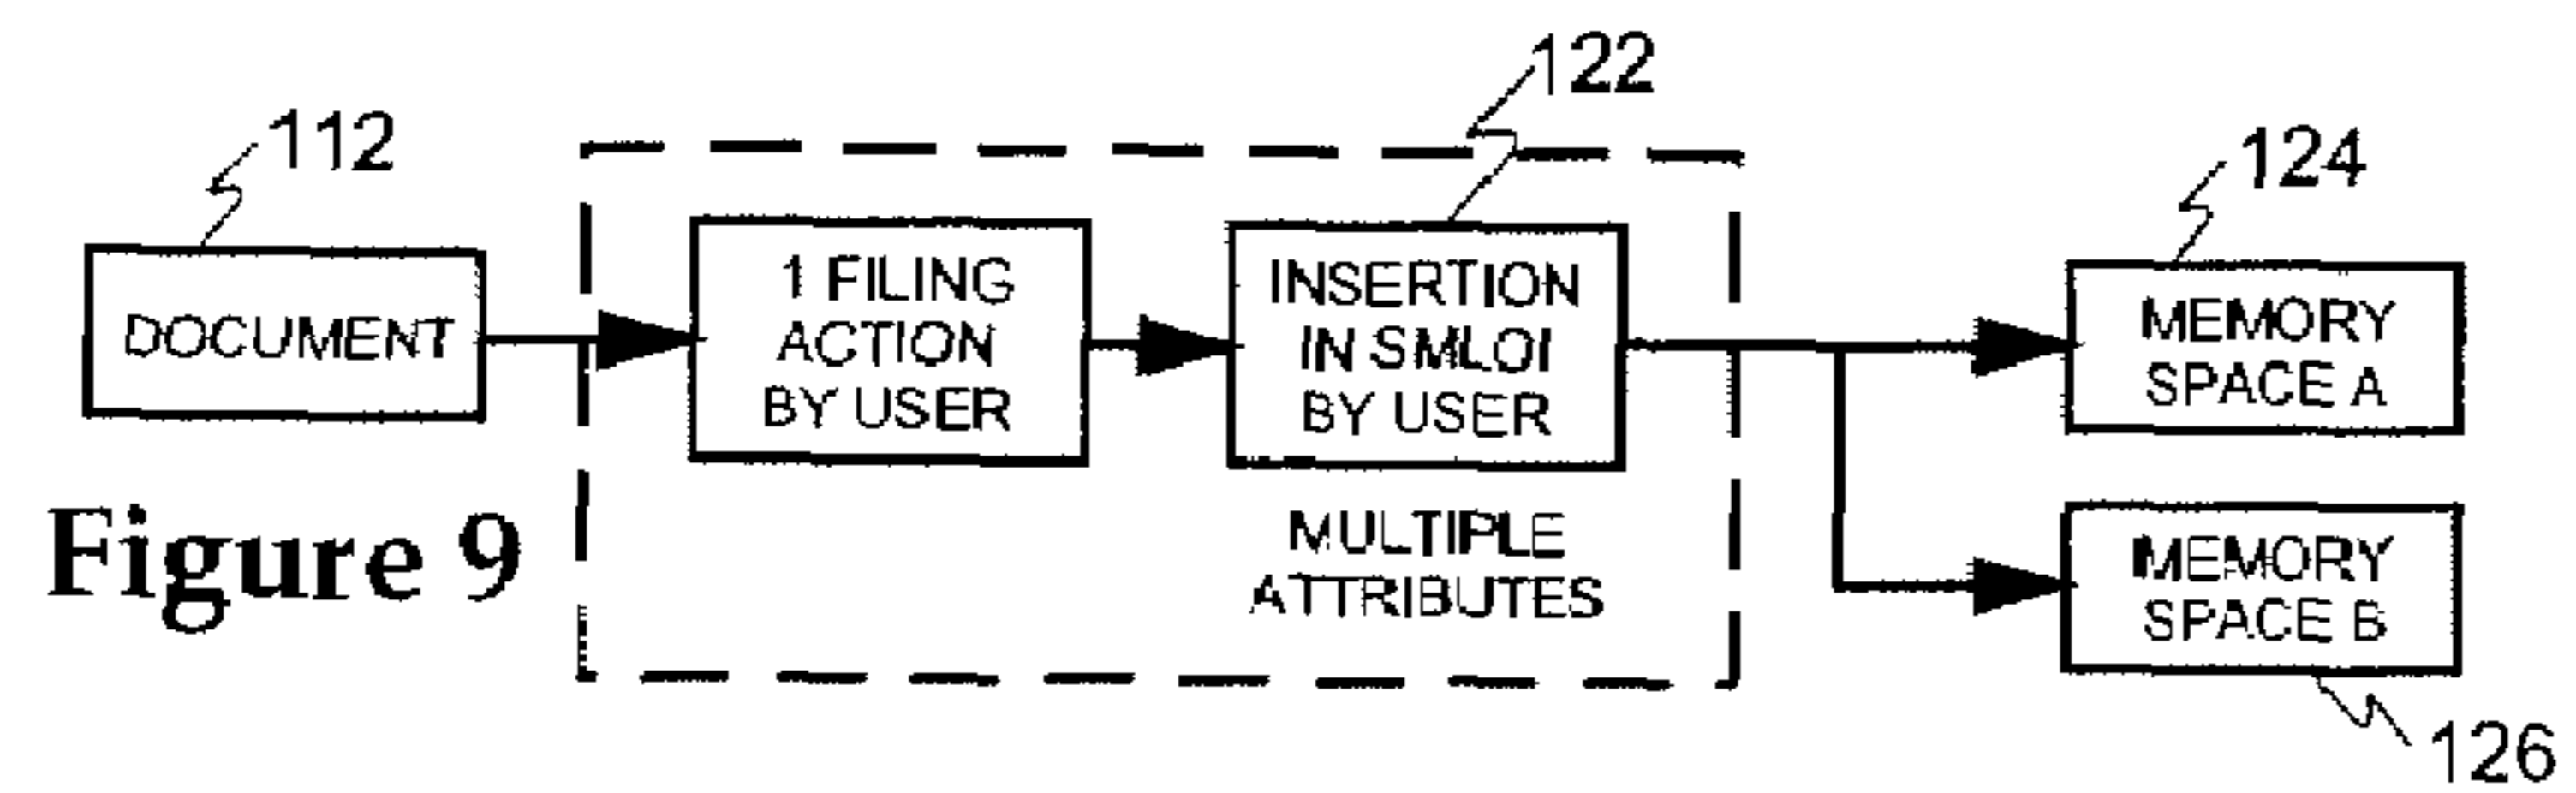 112
122
124
DOCUMENT
1 FILING
ACTION
BY USER
INSERTION
IN SMLOI
BY USER
MEMORY
SPACE A
MULTIPLE
ATTRIBUTES
MEMORY
SPACE B
Figure 9
126